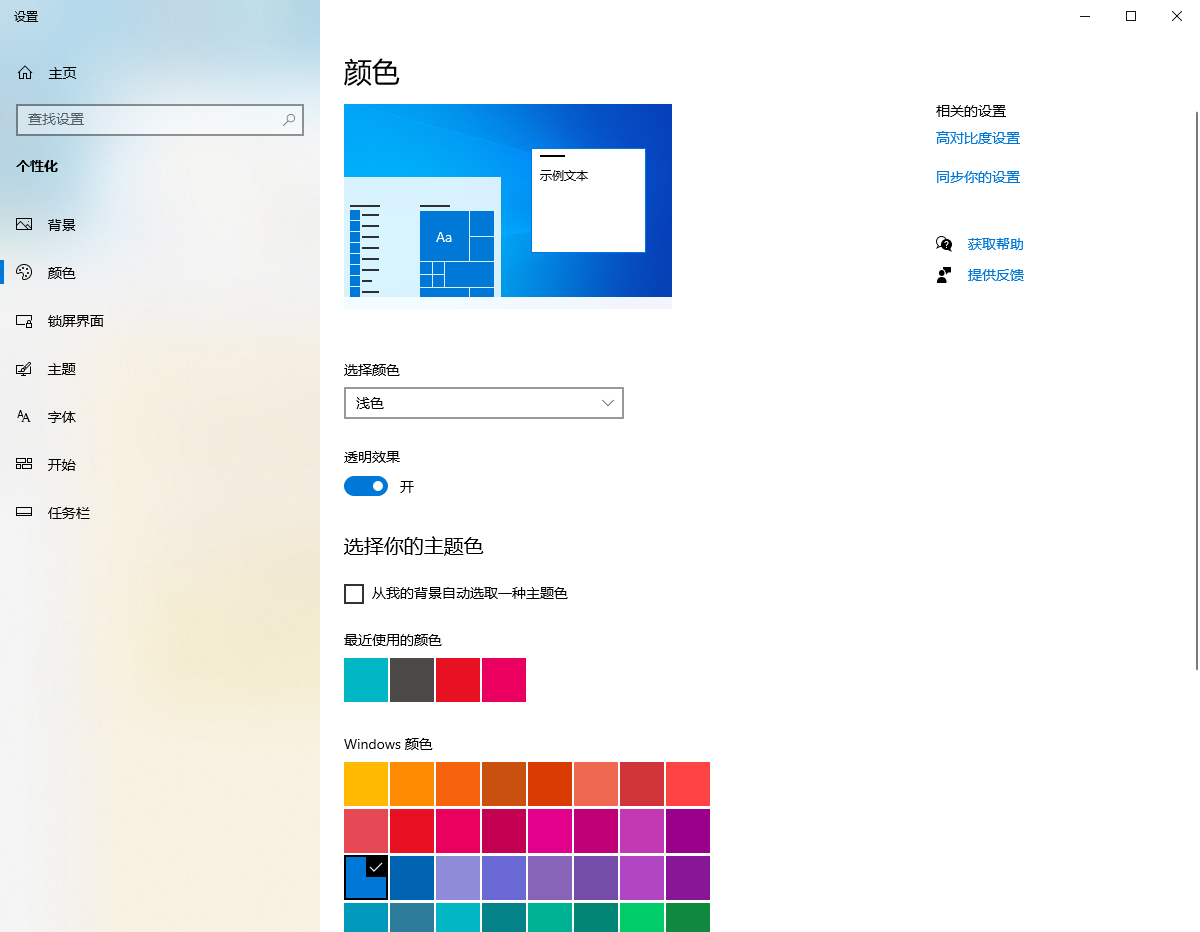 设置
主页
查找设置
个性化
背景
颜色
锁屏界面
主题
字体
开始
任务栏
颜色
示例文本
Aa
选择颜色
浅色
透明效果
开
选择你的主题色
从我的背景自动选取一种主题色
最近使用的颜色
Windows 颜色
相关的设置
高对比度设置
同步你的设置
获取帮助
提供反馈